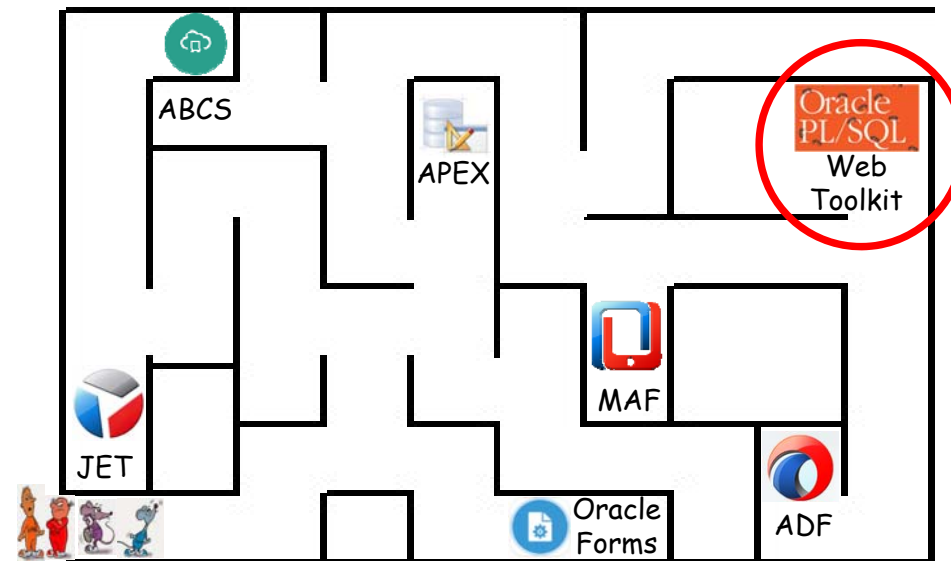 ABCS
APEX
Oracle
PL/SQL
Web
Toolkit
MAF
JET
Oracle
Forms
ADF